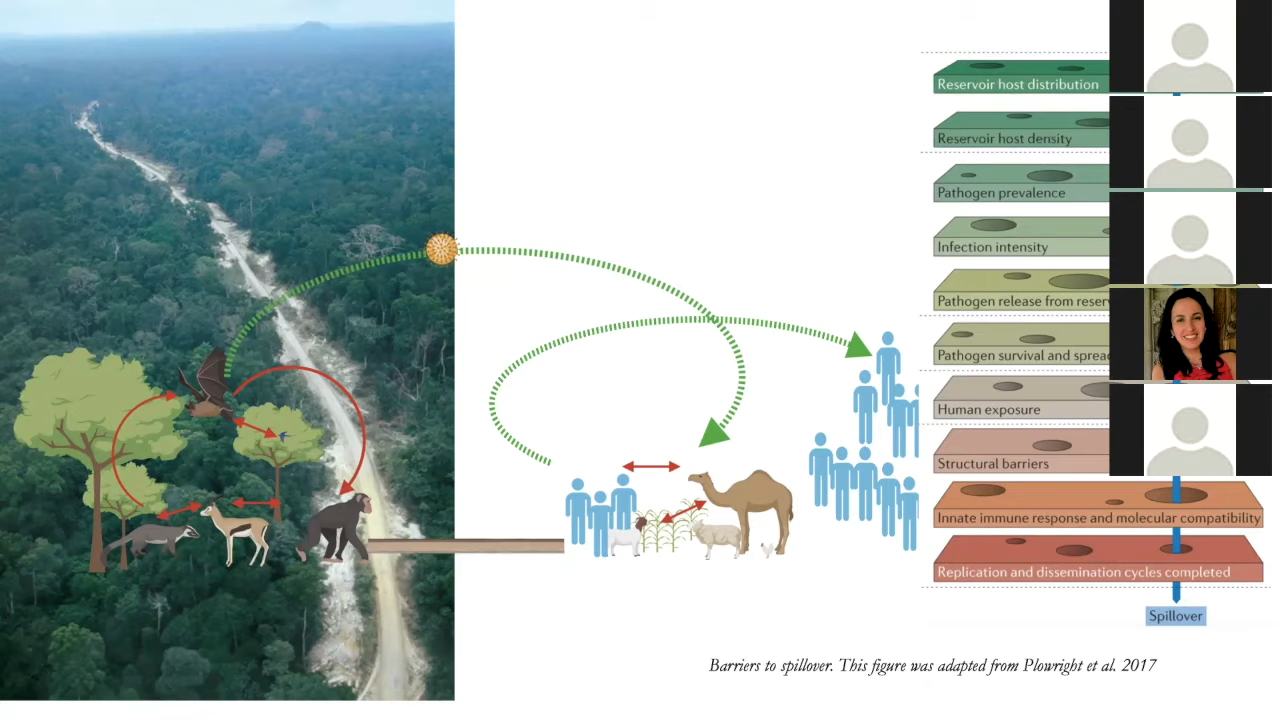 Reservoir host distribution
Reservoir host density
Pathogen prevalence
Infection intensity
Pathogen release from
Pathogen survival and
Human exposure
Structural barriers
Innate immune response and molecular compatibility
Replication and dissemination cycles completed
Spillover
Barriers to spillover. This figure was adapted from Plowright et al. 2017